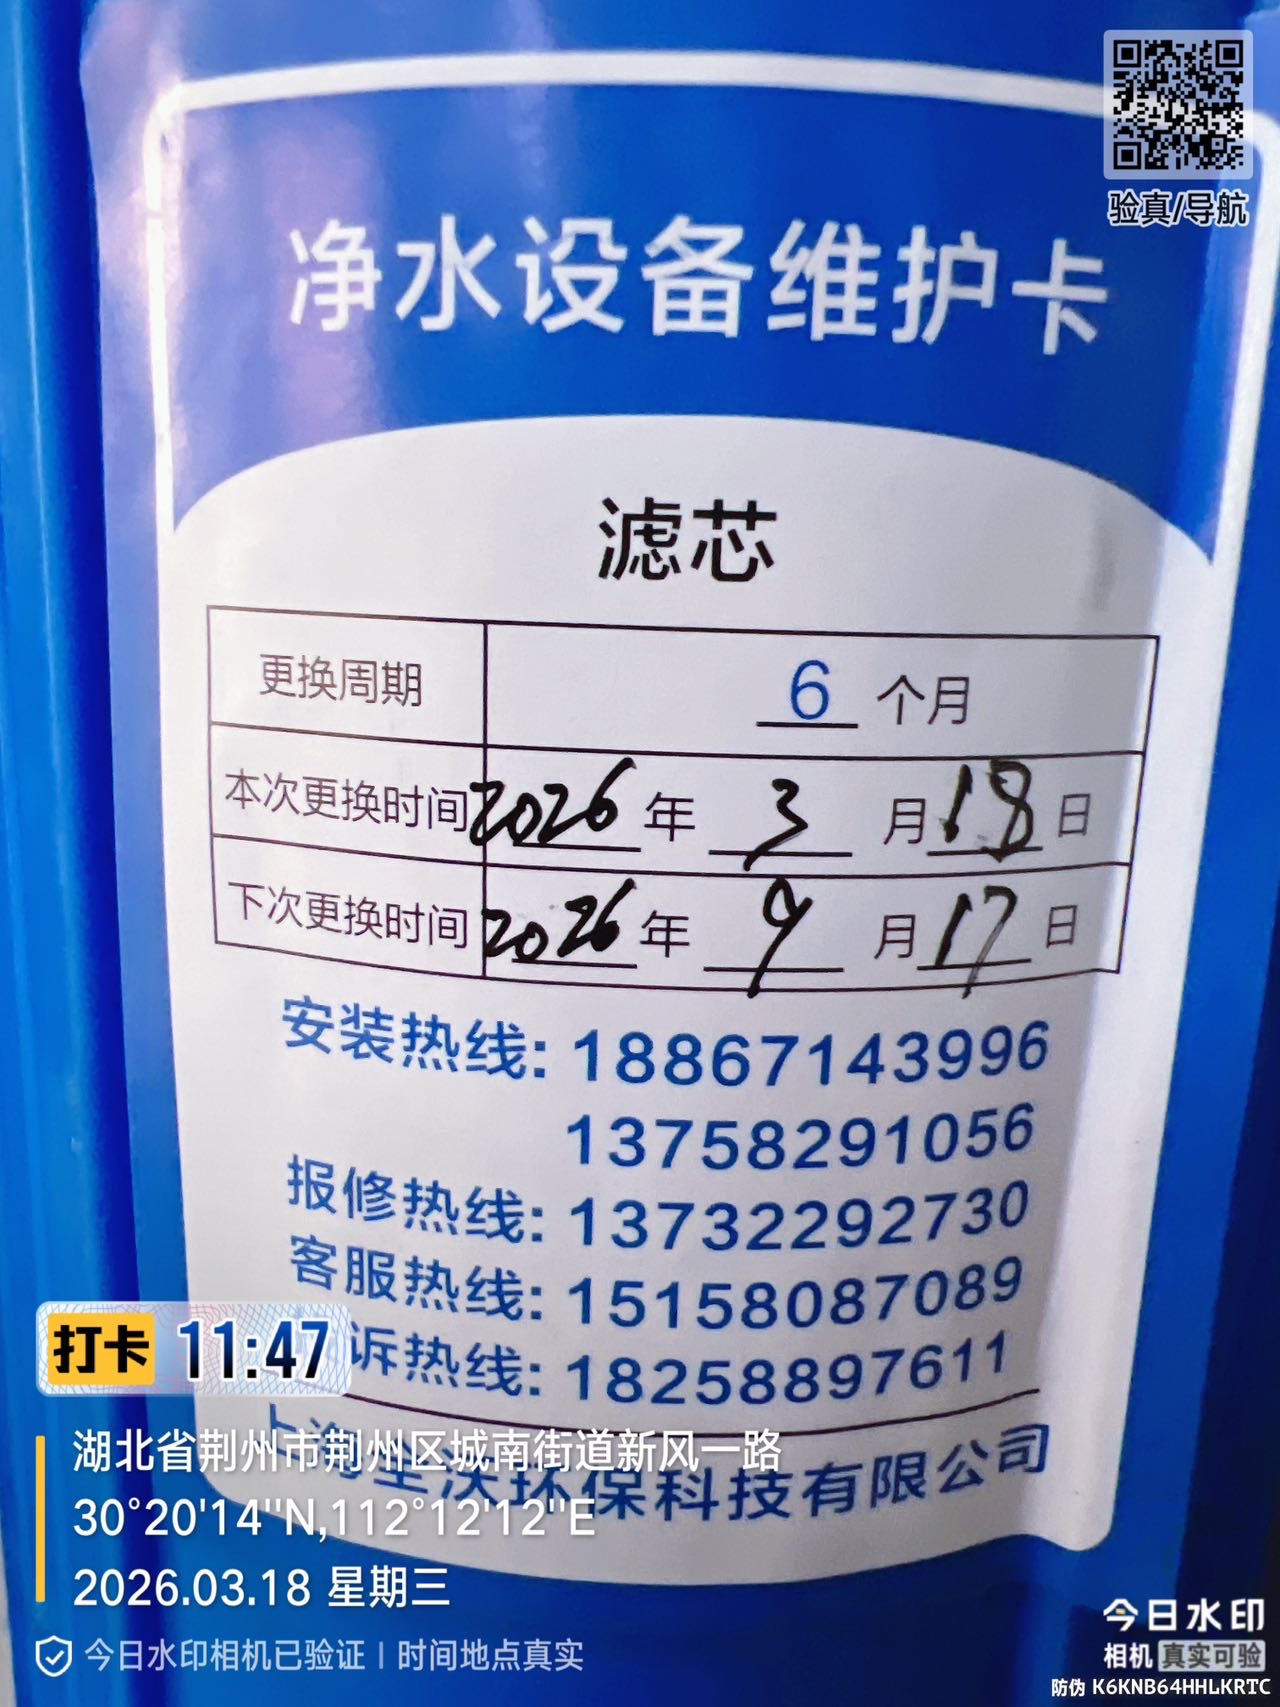 验真/导航
净水设备维护卡
滤芯
更换周期 6 个月
本次更换时间 2026 年 3 月 18 日
下次更换时间 2026 年 9 月 17 日
安装热线: 18867143996
13758291056
报修热线: 13732292730
客服热线: 15158087089
诉热线: 18258897611
环保科技有限公司
打卡 11:47
湖北省荆州市荆州区城南街道新风一路
30°20'14"N,112°12'12"E
2026.03.18 星期三
今日水印相机已验证 | 时间地点真实
今日水印
相机 真实可验
防伪 K6KNB64HHLKRTC